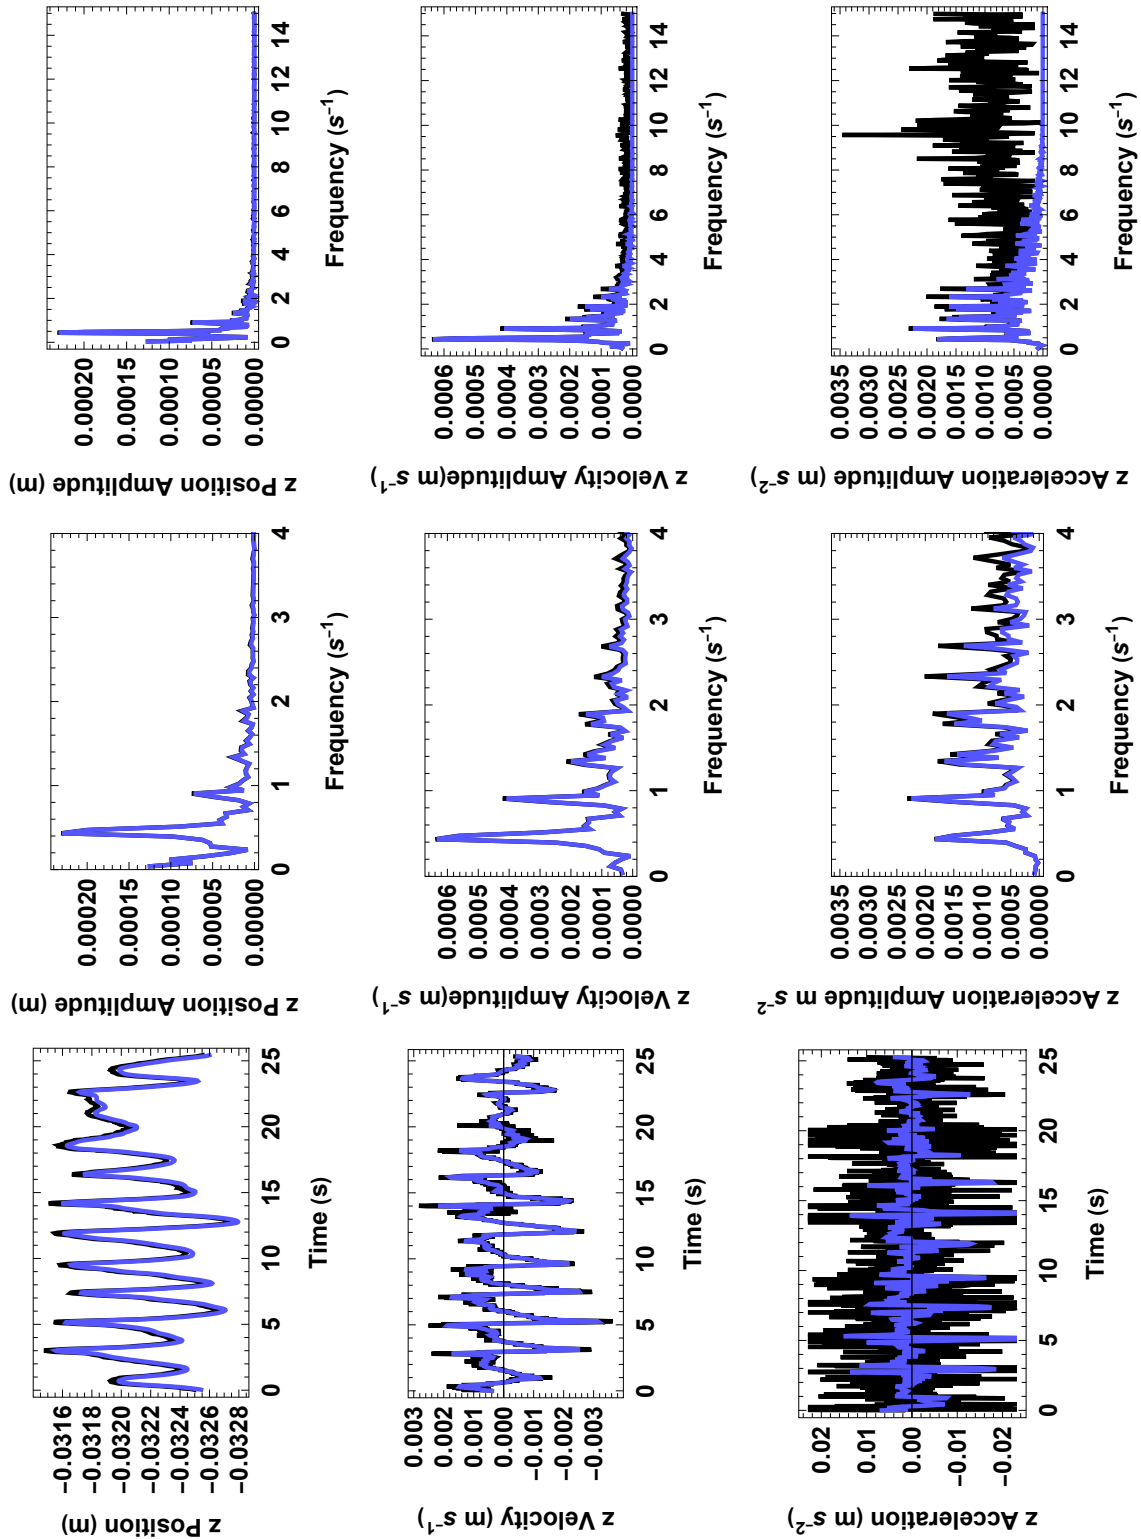 z Position (m)
−0.0316
−0.0318
−0.0320
−0.0322
−0.0324
−0.0326
−0.0328
0 5 10 15 20 25
Time (s)
z Position Amplitude (m)
0.00020
0.00015
0.00010
0.00005
0.00000
0 1 2 3 4
Frequency (s⁻¹)
z Position Amplitude (m)
0.00020
0.00015
0.00010
0.00005
0.00000
0 2 4 6 8 10 12 14
Frequency (s⁻¹)
z Velocity (m s⁻¹)
0.003
0.002
0.001
0.000
−0.001
−0.002
−0.003
0 5 10 15 20 25
Time (s)
z Velocity Amplitude(m s⁻¹)
0.0006
0.0005
0.0004
0.0003
0.0002
0.0001
0.0000
0 1 2 3 4
Frequency (s⁻¹)
z Velocity Amplitude(m s⁻¹)
0.0006
0.0005
0.0004
0.0003
0.0002
0.0001
0.0000
0 2 4 6 8 10 12 14
Frequency (s⁻¹)
z Acceleration (m s⁻²)
0.02
0.01
0.00
−0.01
−0.02
0 5 10 15 20 25
Time (s)
z Acceleration Amplitude m s⁻²
0.0035
0.0030
0.0025
0.0020
0.0015
0.0010
0.0005
0.0000
0 1 2 3 4
Frequency (s⁻¹)
z Acceleration Amplitude (m s⁻²)
0.0035
0.0030
0.0025
0.0020
0.0015
0.0010
0.0005
0.0000
0 2 4 6 8 10 12 14
Frequency (s⁻¹)